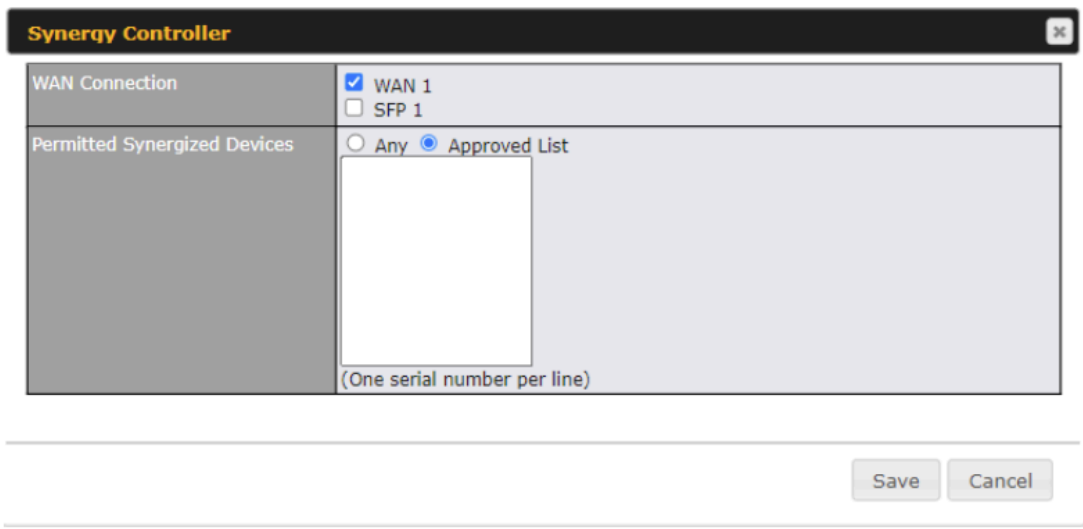 Synergy Controller
WAN Connection
WAN 1
SFP 1
Permitted Synergized Devices
Any Approved List
(One serial number per line)
Save Cancel